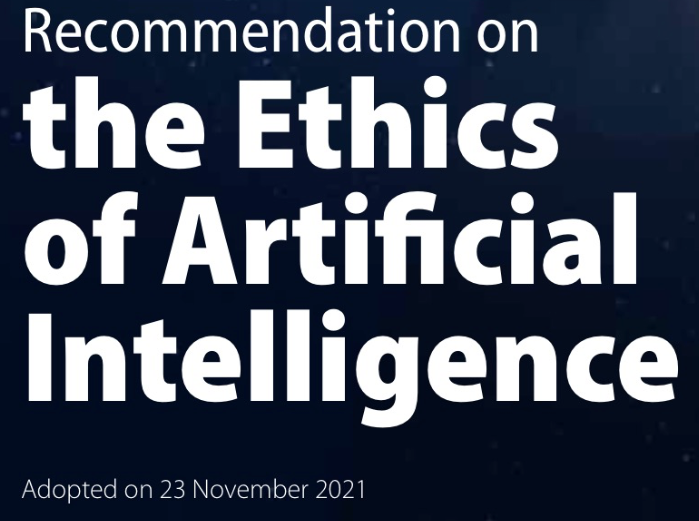 Recommendation on
the Ethics
of Artificial
Intelligence
Adopted on 23 November 2021